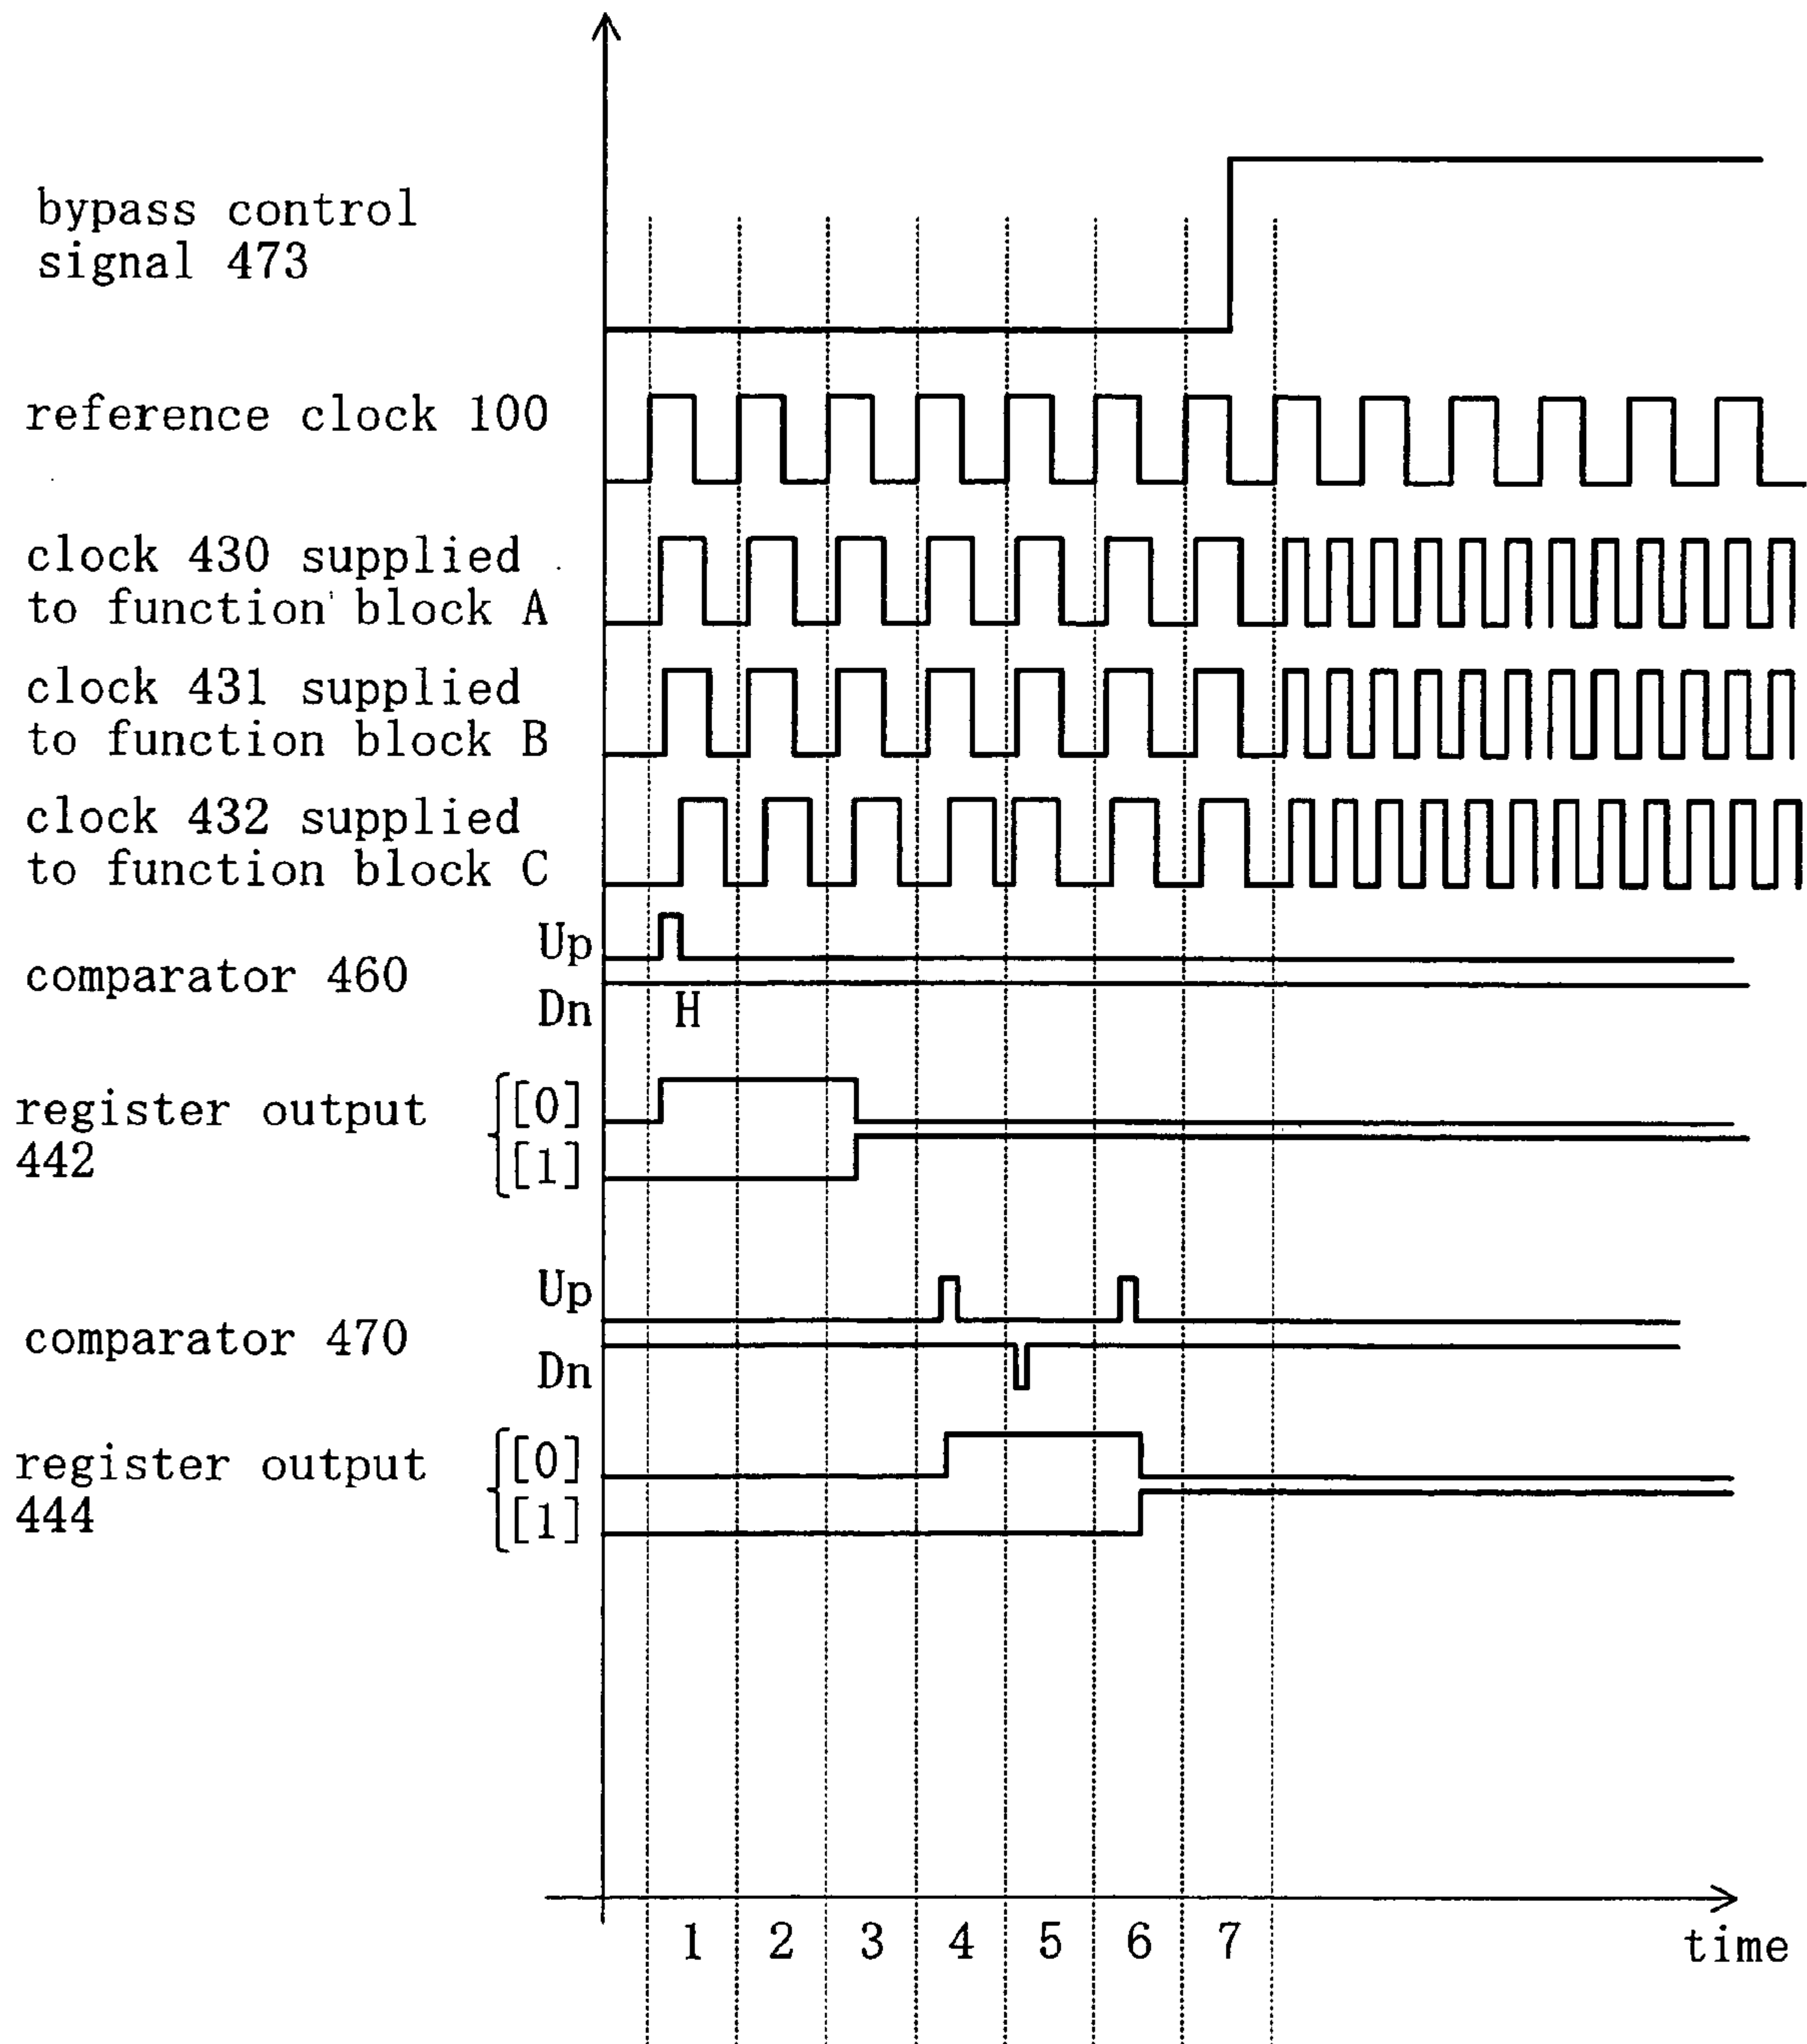 bypass control
signal 473
reference clock 100
clock 430 supplied
to function block A
clock 431 supplied
to function block B
clock 432 supplied
to function block C
Up
comparator 460
Dn H
register output [0]
442 [1]
Up
comparator 470
Dn
register output [0]
444 [1]
1 2 3 4 5 6 7 time